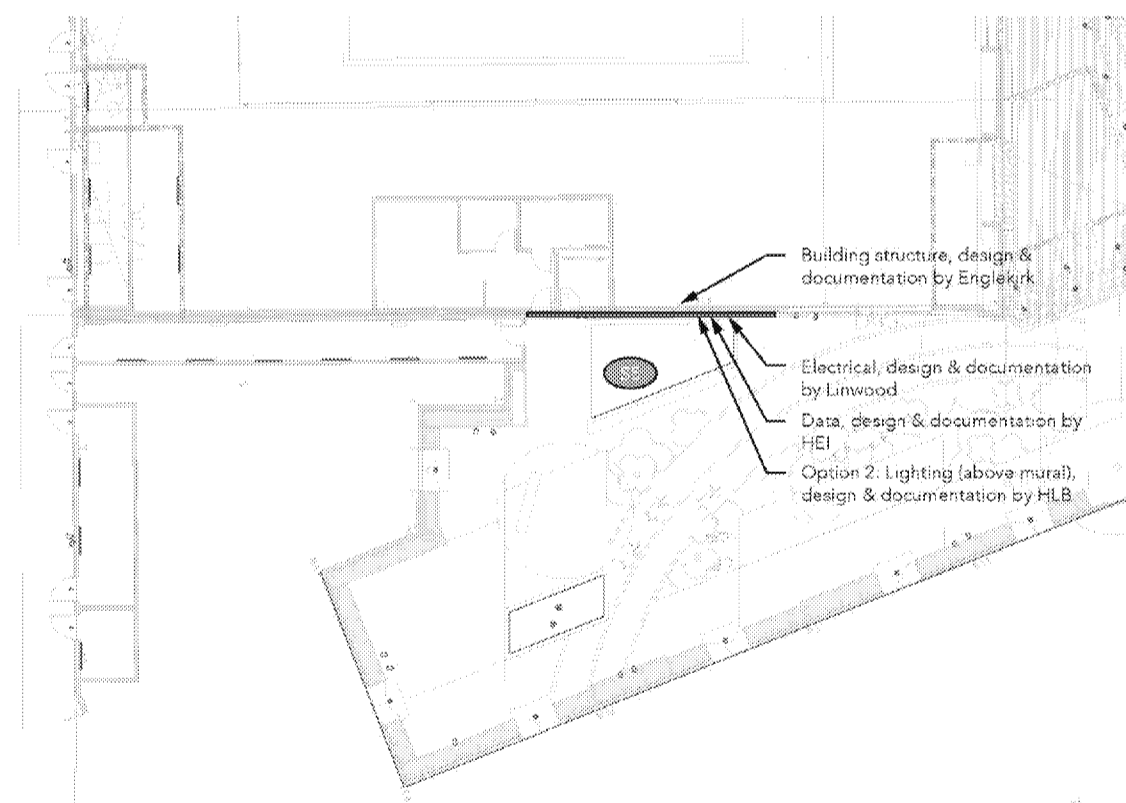 Building structure, design &
documentation by Englekirk
Electrical, design & documentation
by Linwood
Data, design & documentation by
HEI
Option 2: Lighting (above mural),
design & documentation by HLB